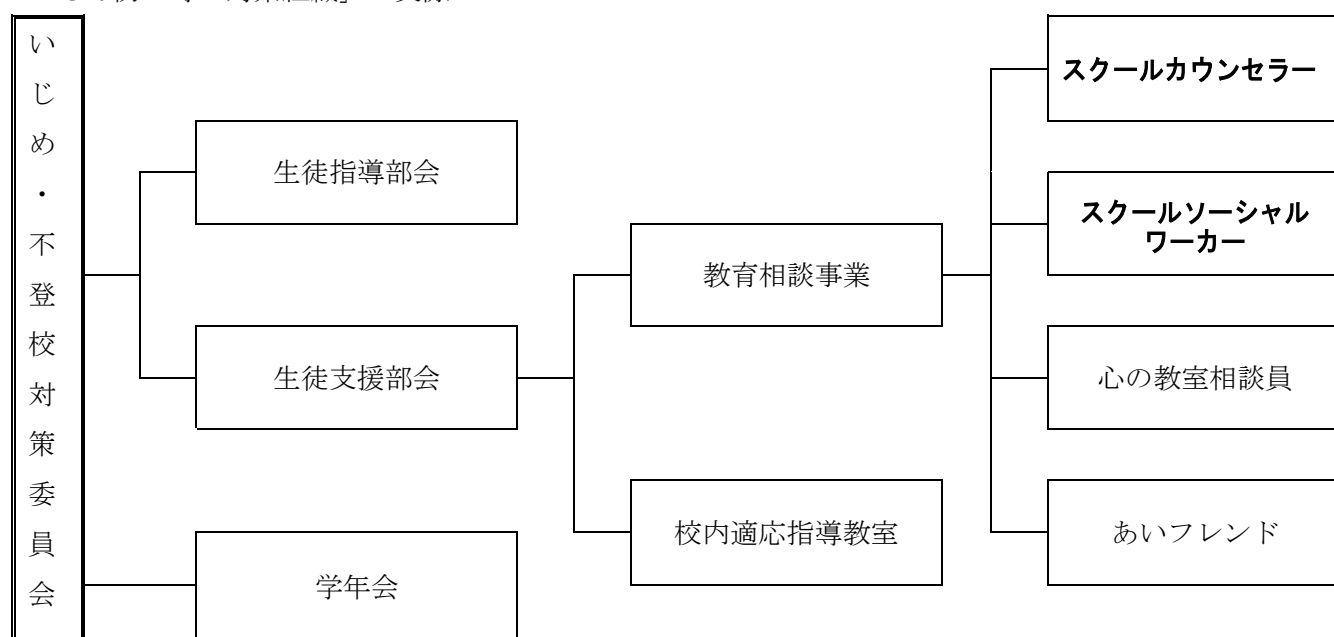 いじめ・不登校対策委員会
スクールカウンセラー
生徒指導部会
スクールソーシャル
ワーカー
教育相談事業
生徒支援部会
心の教室相談員
校内適応指導教室
あいフレンド
学年会